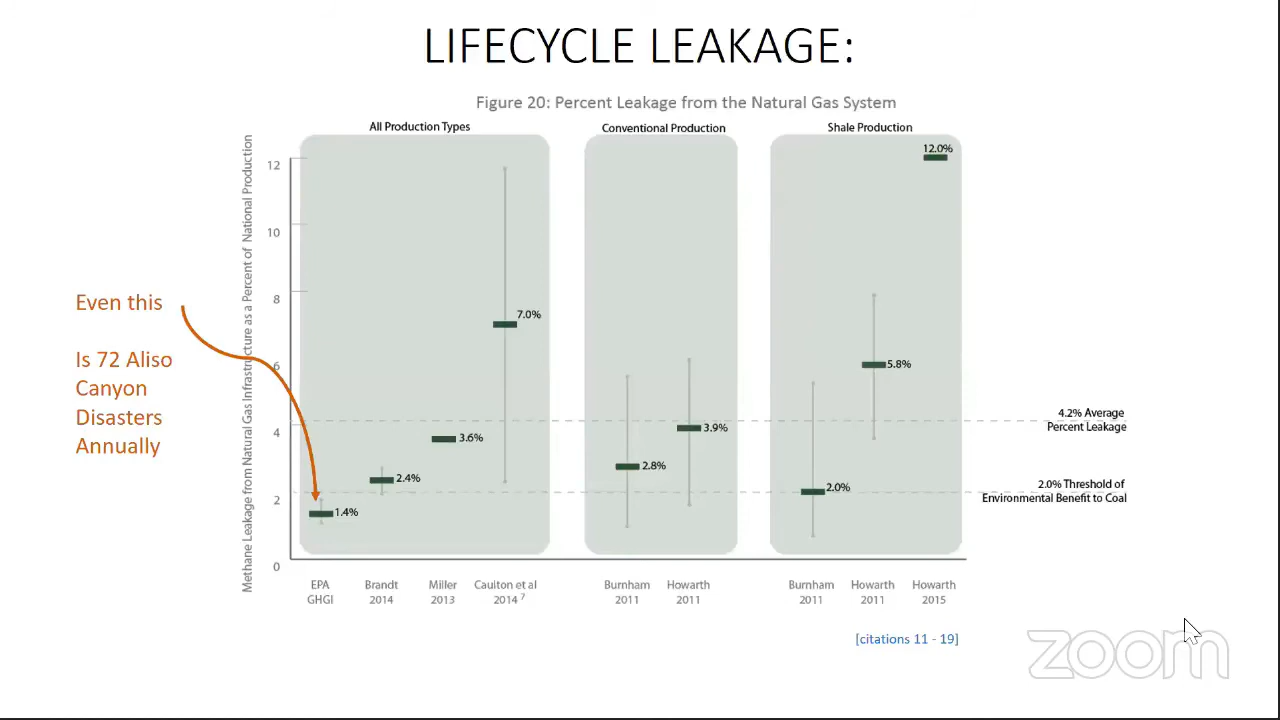 LIFECYCLE LEAKAGE:
Figure 20: Percent Leakage from the Natural Gas System
All Production Types
Conventional Production
Shale Production
Methane Leakage from Natural Gas Infrastructure as a Percent of National Production
12
10
8
6
4
2
0
Even this
Is 72 Aliso
Canyon
Disasters
Annually
1.4%
2.4%
3.6%
7.0%
2.8%
3.9%
2.0%
5.8%
12.0%
4.2% Average
Percent Leakage
2.0% Threshold of
Environmental Benefit to Coal
EPA
GHGI
Brandt
2014
Miller
2013
Caulton et al
2014 7
Burnham
2011
Howarth
2011
Burnham
2011
Howarth
2011
Howarth
2015
[citations 11 - 19]
zoom